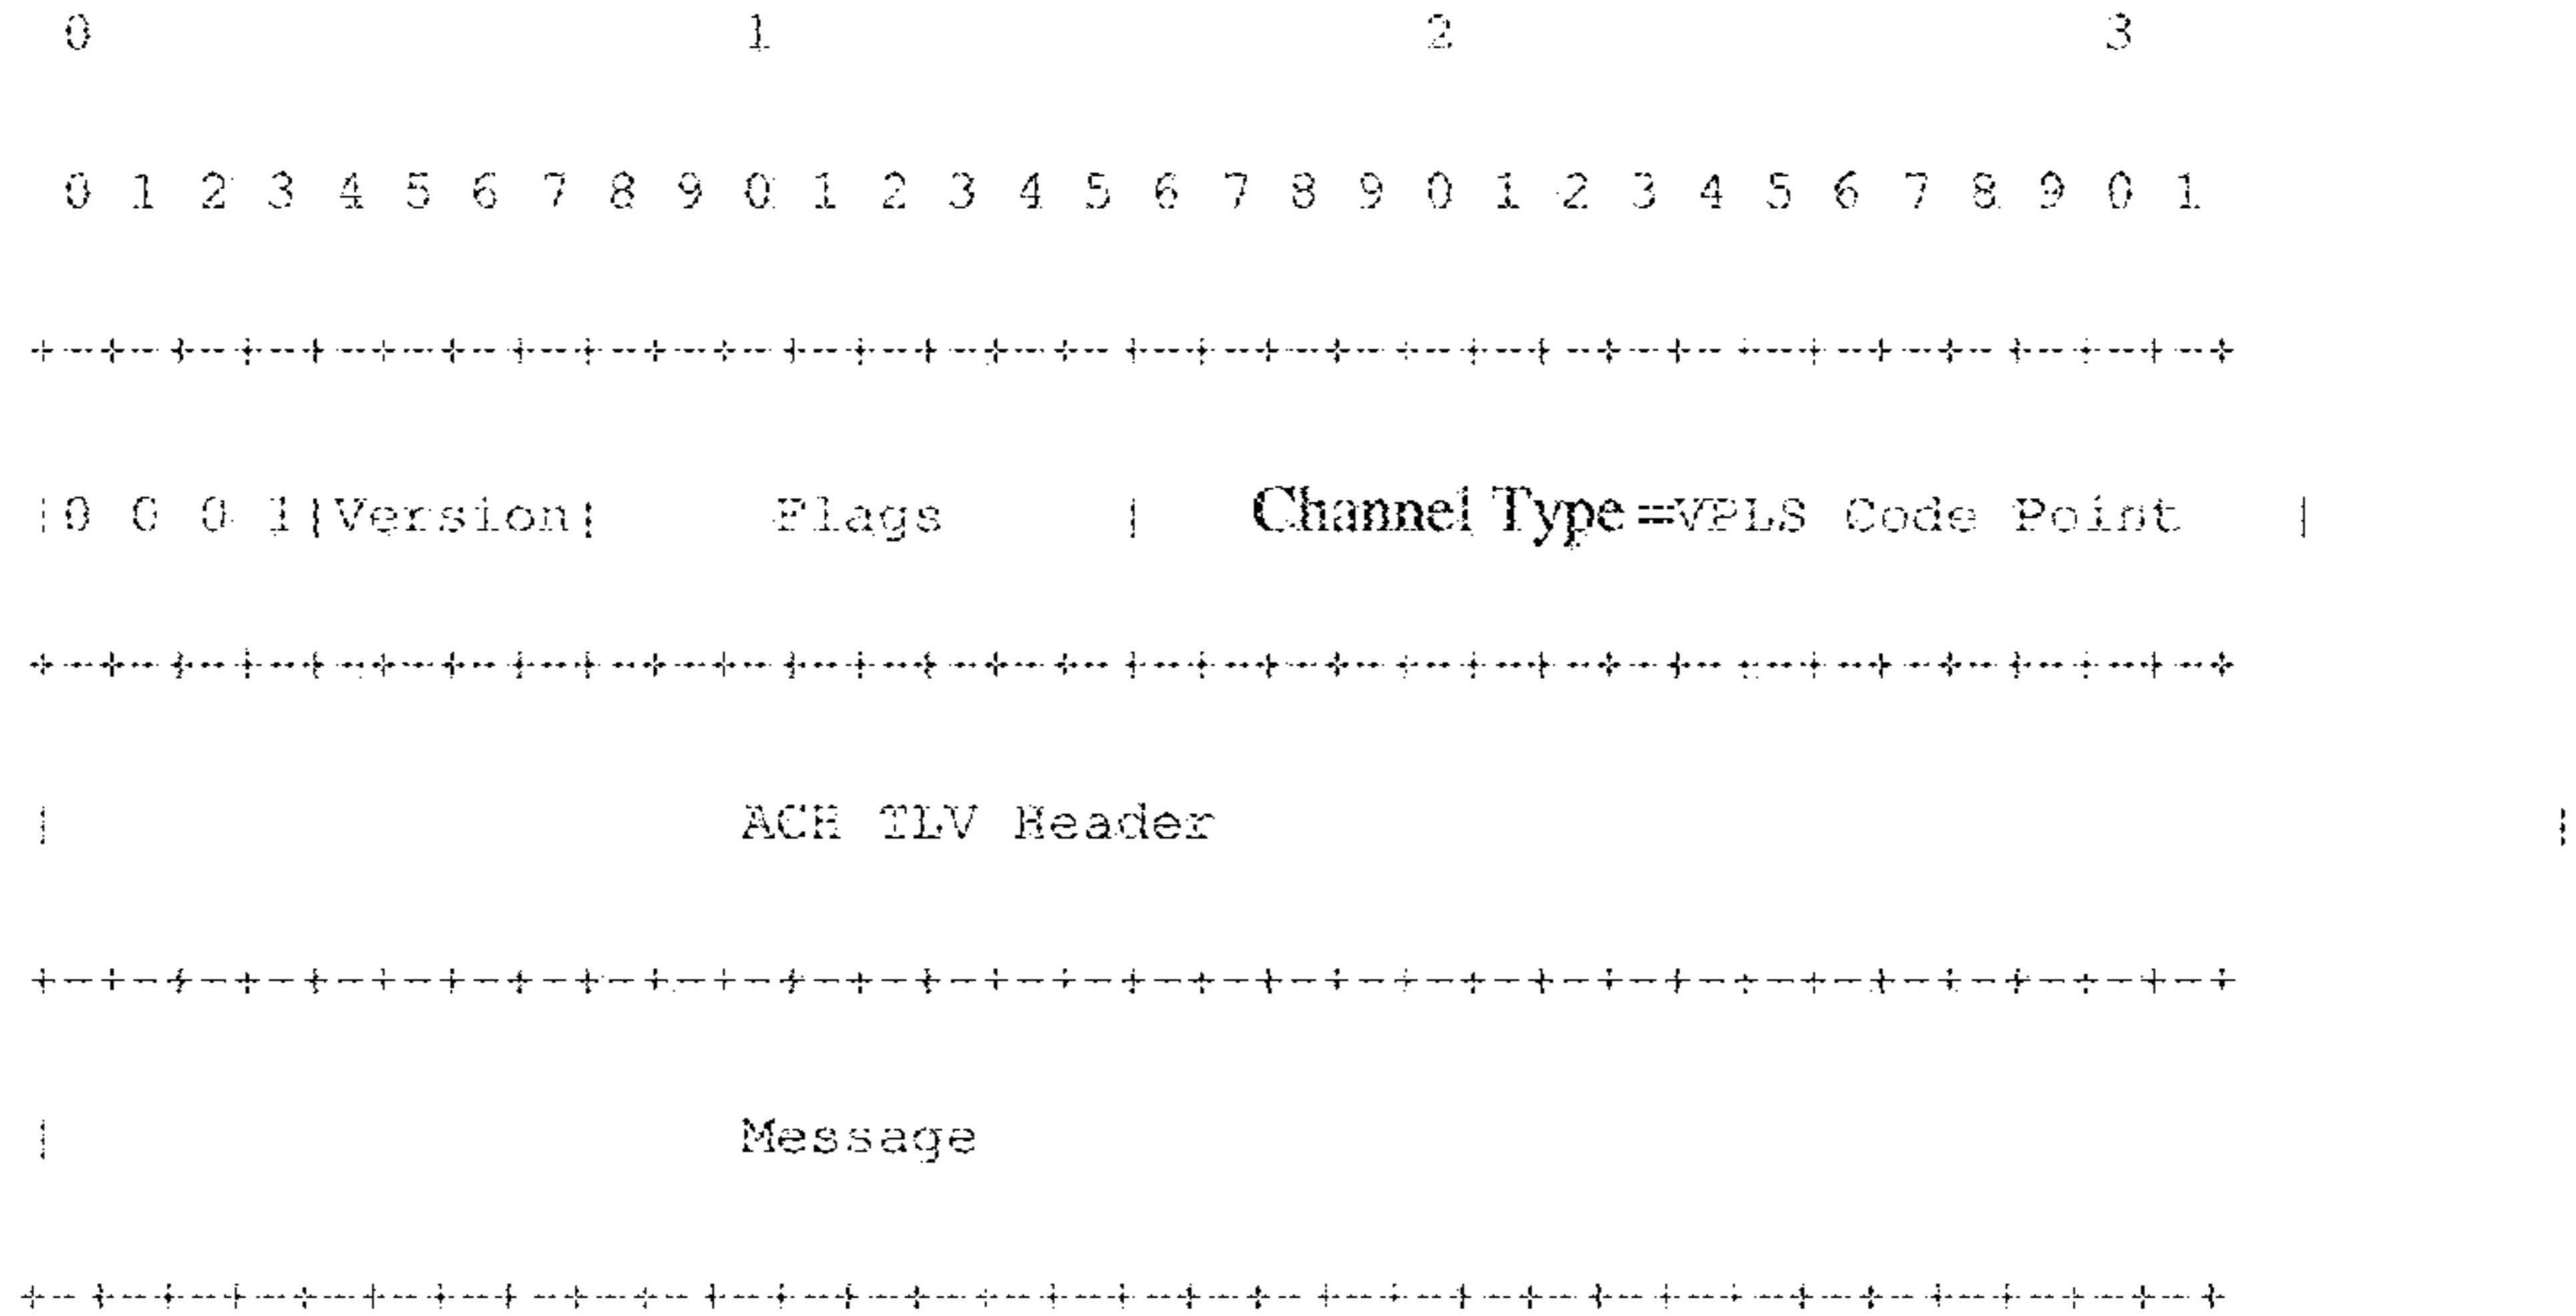 0 1 2 3
0 1 2 3 4 5 6 7 8 9 0 1 2 3 4 5 6 7 8 9 0 1 2 3 4 5 6 7 8 9 0 1
+--+--+--+--+--+--+--+--+--+--+--+--+--+--+--+--+--+--+--+--+--+--+--+--+--+--+--+--+--+--+--+--+
|0 0 0 1|Version| Flags | Channel Type=VPLS Code Point |
+--+--+--+--+--+--+--+--+--+--+--+--+--+--+--+--+--+--+--+--+--+--+--+--+--+--+--+--+--+--+--+--+
| ACH TLV Header |
+-+-+-+-+-+-+-+-+-+-+-+-+-+-+-+-+-+-+-+-+-+-+-+-+-+-+-+-+-+-+-+-+
| Message
+--+--+--+--+--+--+--+--+--+--+--+--+--+--+--+--+--+--+--+--+--+--+--+--+--+--+--+--+--+--+--+--+